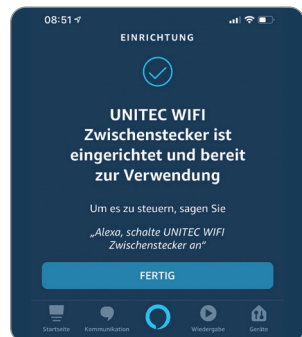 08:51
EINRICHTUNG
UNITEC WIFI
Zwischenstecker ist
eingerichtet und bereit
zur Verwendung
Um es zu steuern, sagen Sie
„Alexa, schalte UNITEC WIFI
Zwischenstecker an“
FERTIG
Startseite Kommunikation Wiedergabe Geräte